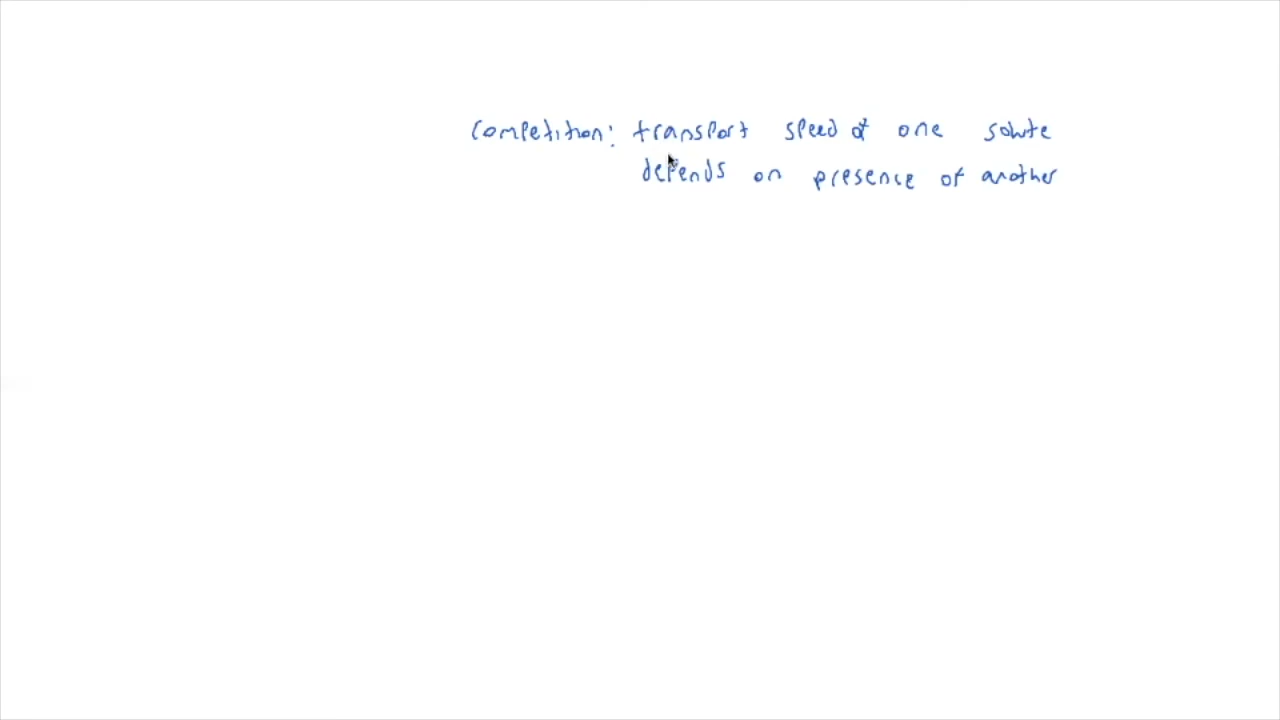 Competition: transport speed of one solute
depends on presence of another